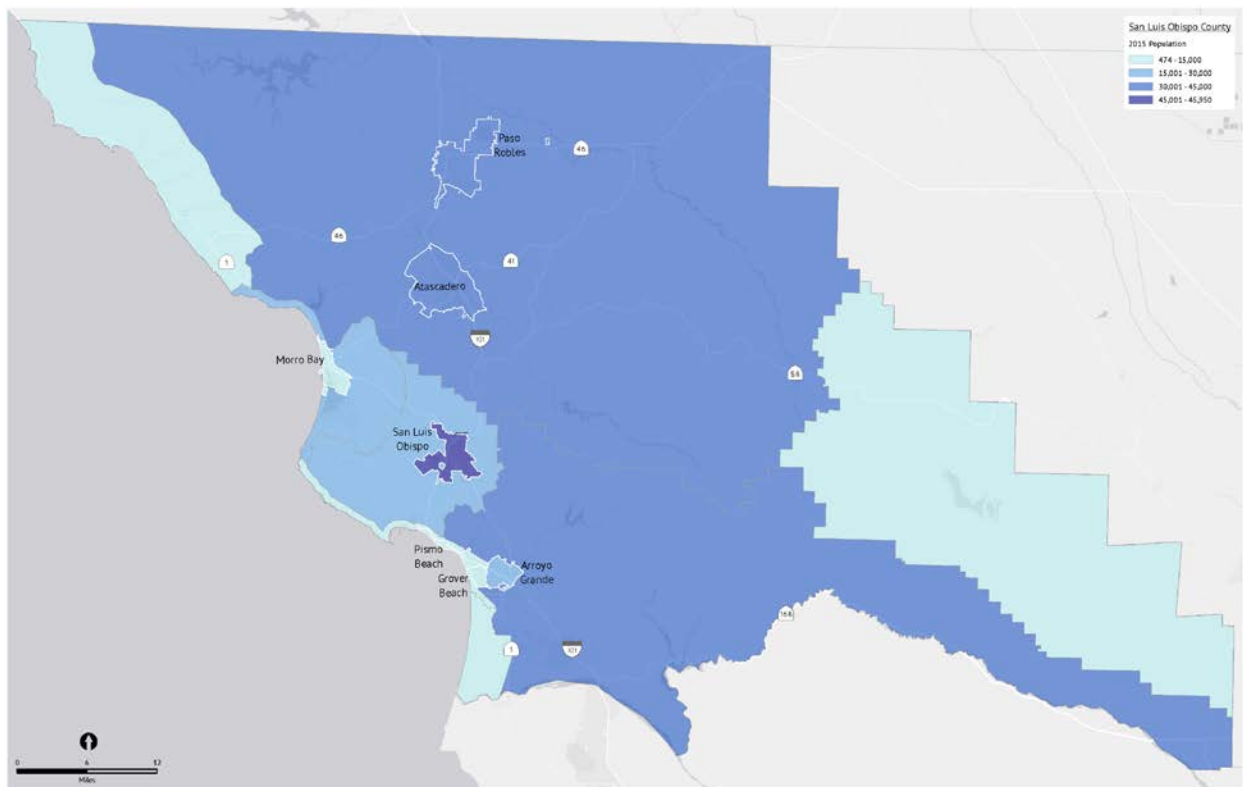 San Luis Obispo County
2015 Population
474 - 15,000
15,001 - 30,000
30,001 - 45,000
45,001 - 45,950
Paso
Robles
46
46
41
1
Atascadero
101
Morro Bay
58
San Luis
Obispo
Pismo
Beach
Arroyo
Grande
Grover
Beach
166
1
101
0
6
12
Miles